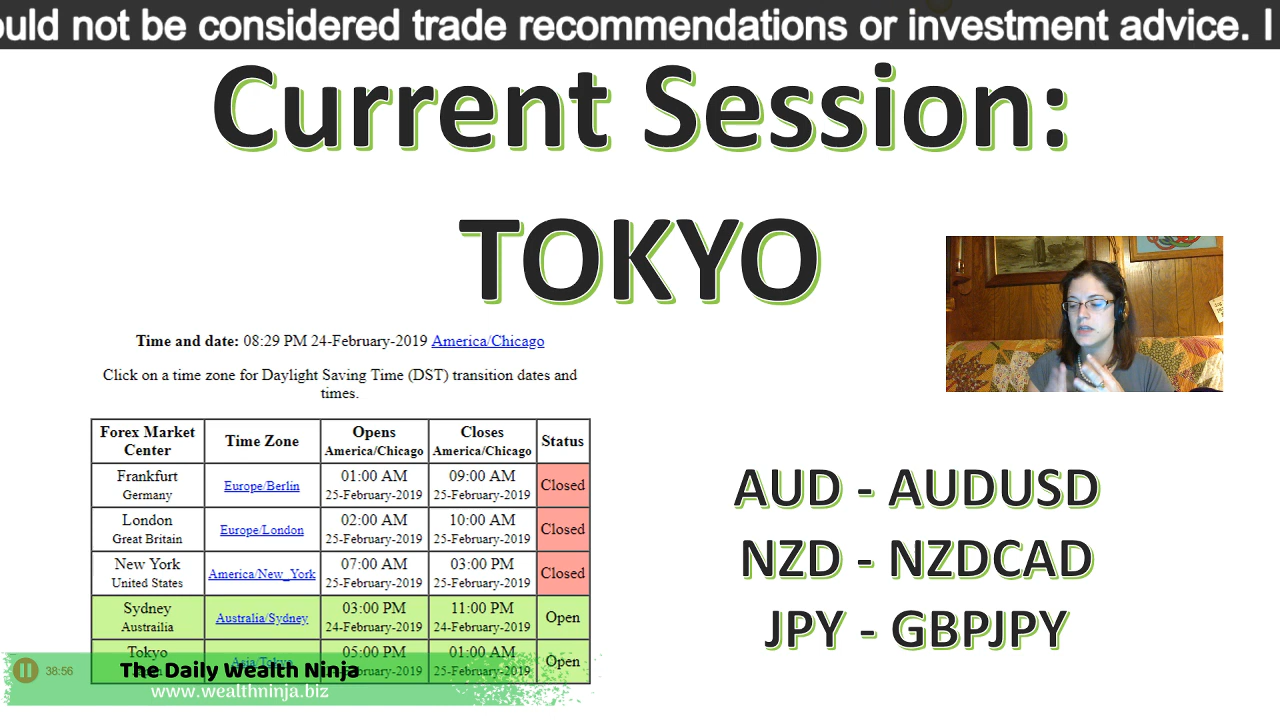 ould not be considered trade recommendations or investment advice. I
Current Session:
TOKYO
Time and date: 08:29 PM 24-February-2019 America/Chicago
Click on a time zone for Daylight Saving Time (DST) transition dates and
times.
Forex Market Center Time Zone Opens America/Chicago Closes America/Chicago Status
Frankfurt Germany Europe/Berlin 01:00 AM 25-February-2019 09:00 AM 25-February-2019 Closed
London Great Britain Europe/London 02:00 AM 25-February-2019 10:00 AM 25-February-2019 Closed
New York United States America/New_York 07:00 AM 25-February-2019 03:00 PM 25-February-2019 Closed
Sydney Austrailia Australia/Sydney 03:00 PM 24-February-2019 11:00 PM 24-February-2019 Open
Tokyo Asia/Tokyo 05:00 PM 24-February-2019 01:00 AM 25-February-2019 Open
38:56
The Daily Wealth Ninja
www.wealthninja.biz
AUD - AUDUSD
NZD - NZDCAD
JPY - GBPJPY